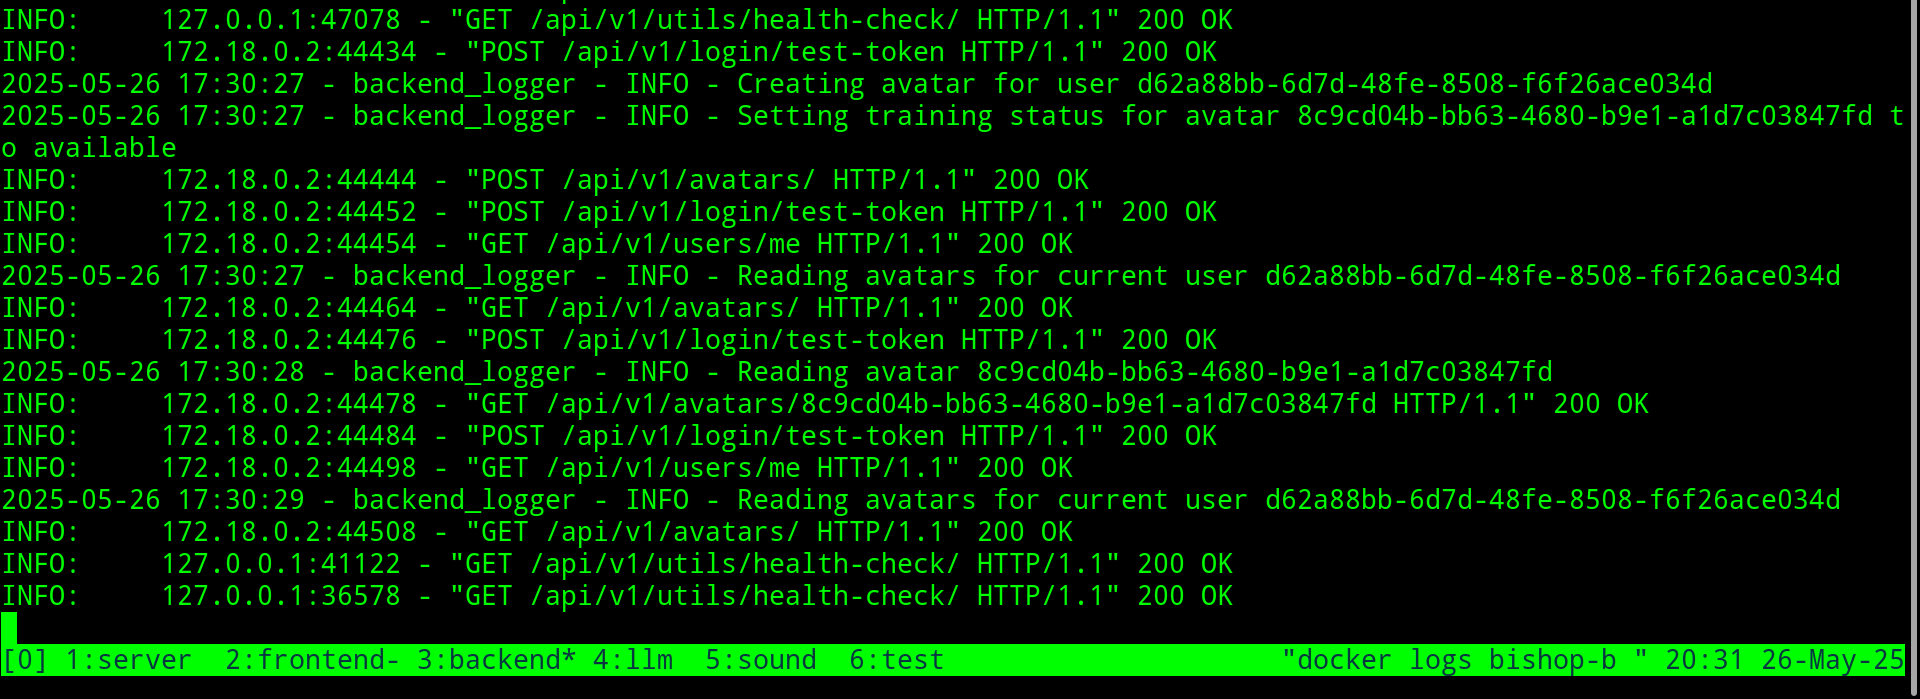 INFO:     127.0.0.1:47078 - "GET /api/v1/utils/health-check/ HTTP/1.1" 200 OK
INFO:     172.18.0.2:44434 - "POST /api/v1/login/test-token HTTP/1.1" 200 OK
2025-05-26 17:30:27 - backend_logger - INFO - Creating avatar for user d62a88bb-6d7d-48fe-8508-f6f26ace034d
2025-05-26 17:30:27 - backend_logger - INFO - Setting training status for avatar 8c9cd04b-bb63-4680-b9e1-a1d7c03847fd t
o available
INFO:     172.18.0.2:44444 - "POST /api/v1/avatars/ HTTP/1.1" 200 OK
INFO:     172.18.0.2:44452 - "POST /api/v1/login/test-token HTTP/1.1" 200 OK
INFO:     172.18.0.2:44454 - "GET /api/v1/users/me HTTP/1.1" 200 OK
2025-05-26 17:30:27 - backend_logger - INFO - Reading avatars for current user d62a88bb-6d7d-48fe-8508-f6f26ace034d
INFO:     172.18.0.2:44464 - "GET /api/v1/avatars/ HTTP/1.1" 200 OK
INFO:     172.18.0.2:44476 - "POST /api/v1/login/test-token HTTP/1.1" 200 OK
2025-05-26 17:30:28 - backend_logger - INFO - Reading avatar 8c9cd04b-bb63-4680-b9e1-a1d7c03847fd
INFO:     172.18.0.2:44478 - "GET /api/v1/avatars/8c9cd04b-bb63-4680-b9e1-a1d7c03847fd HTTP/1.1" 200 OK
INFO:     172.18.0.2:44484 - "POST /api/v1/login/test-token HTTP/1.1" 200 OK
INFO:     172.18.0.2:44498 - "GET /api/v1/users/me HTTP/1.1" 200 OK
2025-05-26 17:30:29 - backend_logger - INFO - Reading avatars for current user d62a88bb-6d7d-48fe-8508-f6f26ace034d
INFO:     172.18.0.2:44508 - "GET /api/v1/avatars/ HTTP/1.1" 200 OK
INFO:     127.0.0.1:41122 - "GET /api/v1/utils/health-check/ HTTP/1.1" 200 OK
INFO:     127.0.0.1:36578 - "GET /api/v1/utils/health-check/ HTTP/1.1" 200 OK
[0] 1:server  2:frontend- 3:backend* 4:llm  5:sound  6:test                     "docker logs bishop-b " 20:31 26-May-25